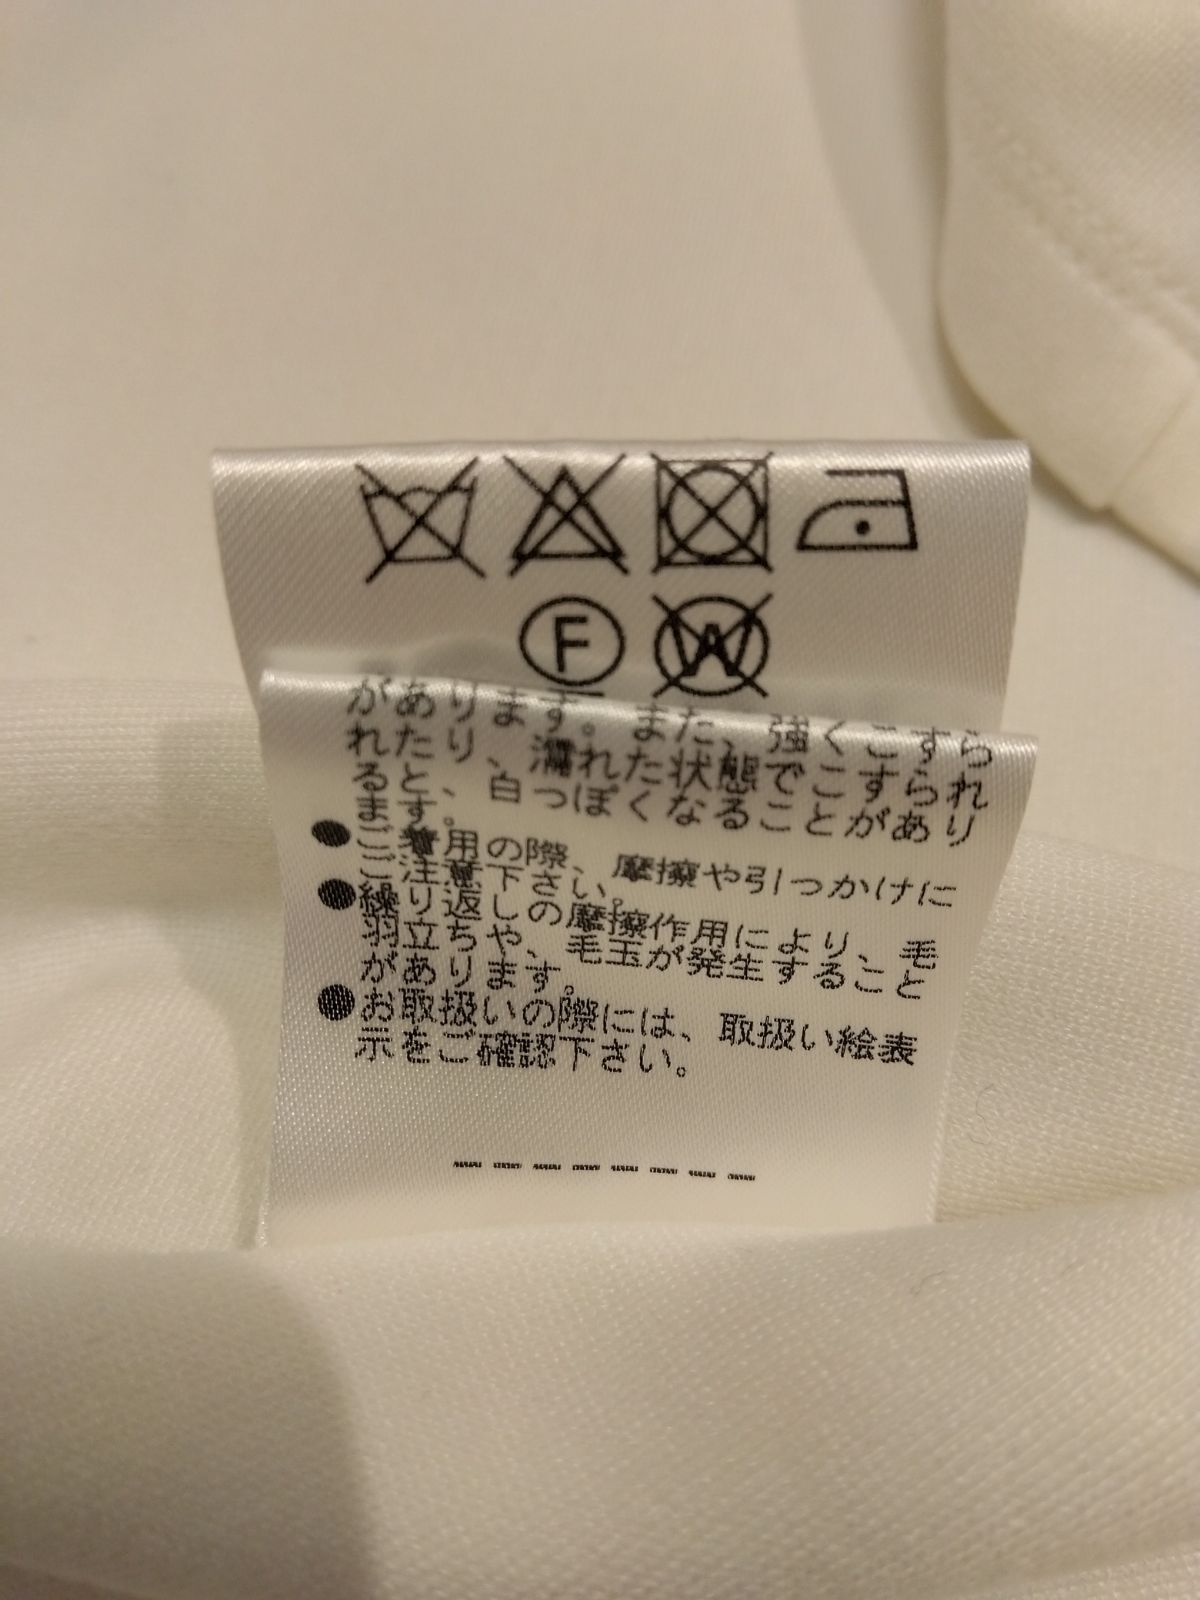 F
W
があります。また、強くこすら
れたり、濡れた状態でこすられ
ると、白っぽくなることがあり
ます。
●ご着用の際、摩擦や引っかけに
ご注意下さい。
●繰り返しの摩擦作用により、毛
羽立ちや、毛玉が発生すること
があります。
●お取扱いの際には、取扱い絵表
示をご確認下さい。